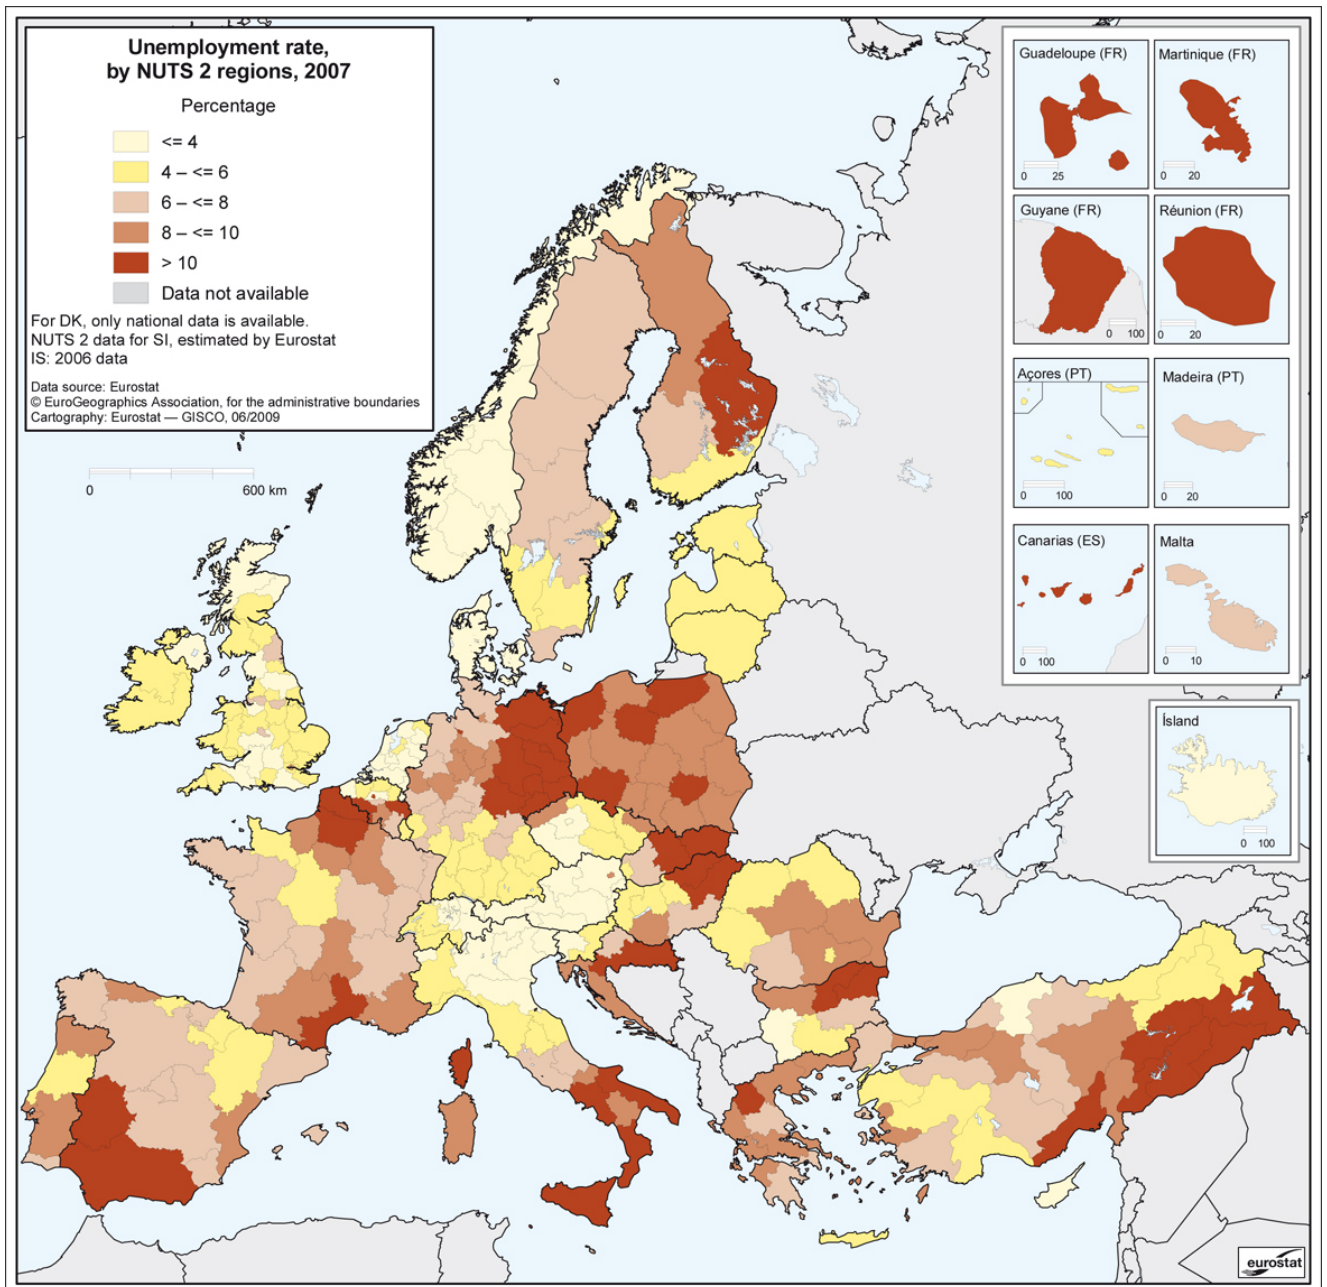 Unemployment rate,
by NUTS 2 regions, 2007
Percentage
<= 4
4 – <= 6
6 – <= 8
8 – <= 10
> 10
Data not available
For DK, only national data is available.
NUTS 2 data for SI, estimated by Eurostat
IS: 2006 data
Data source: Eurostat
© EuroGeographics Association, for the administrative boundaries
Cartography: Eurostat — GISCO, 06/2009
0 600 km
Guadeloupe (FR)
0 25
Martinique (FR)
0 20
Guyane (FR)
0 100
Réunion (FR)
0 20
Açores (PT)
0 100
Madeira (PT)
0 20
Canarias (ES)
0 100
Malta
0 10
Ísland
0 100
eurostat